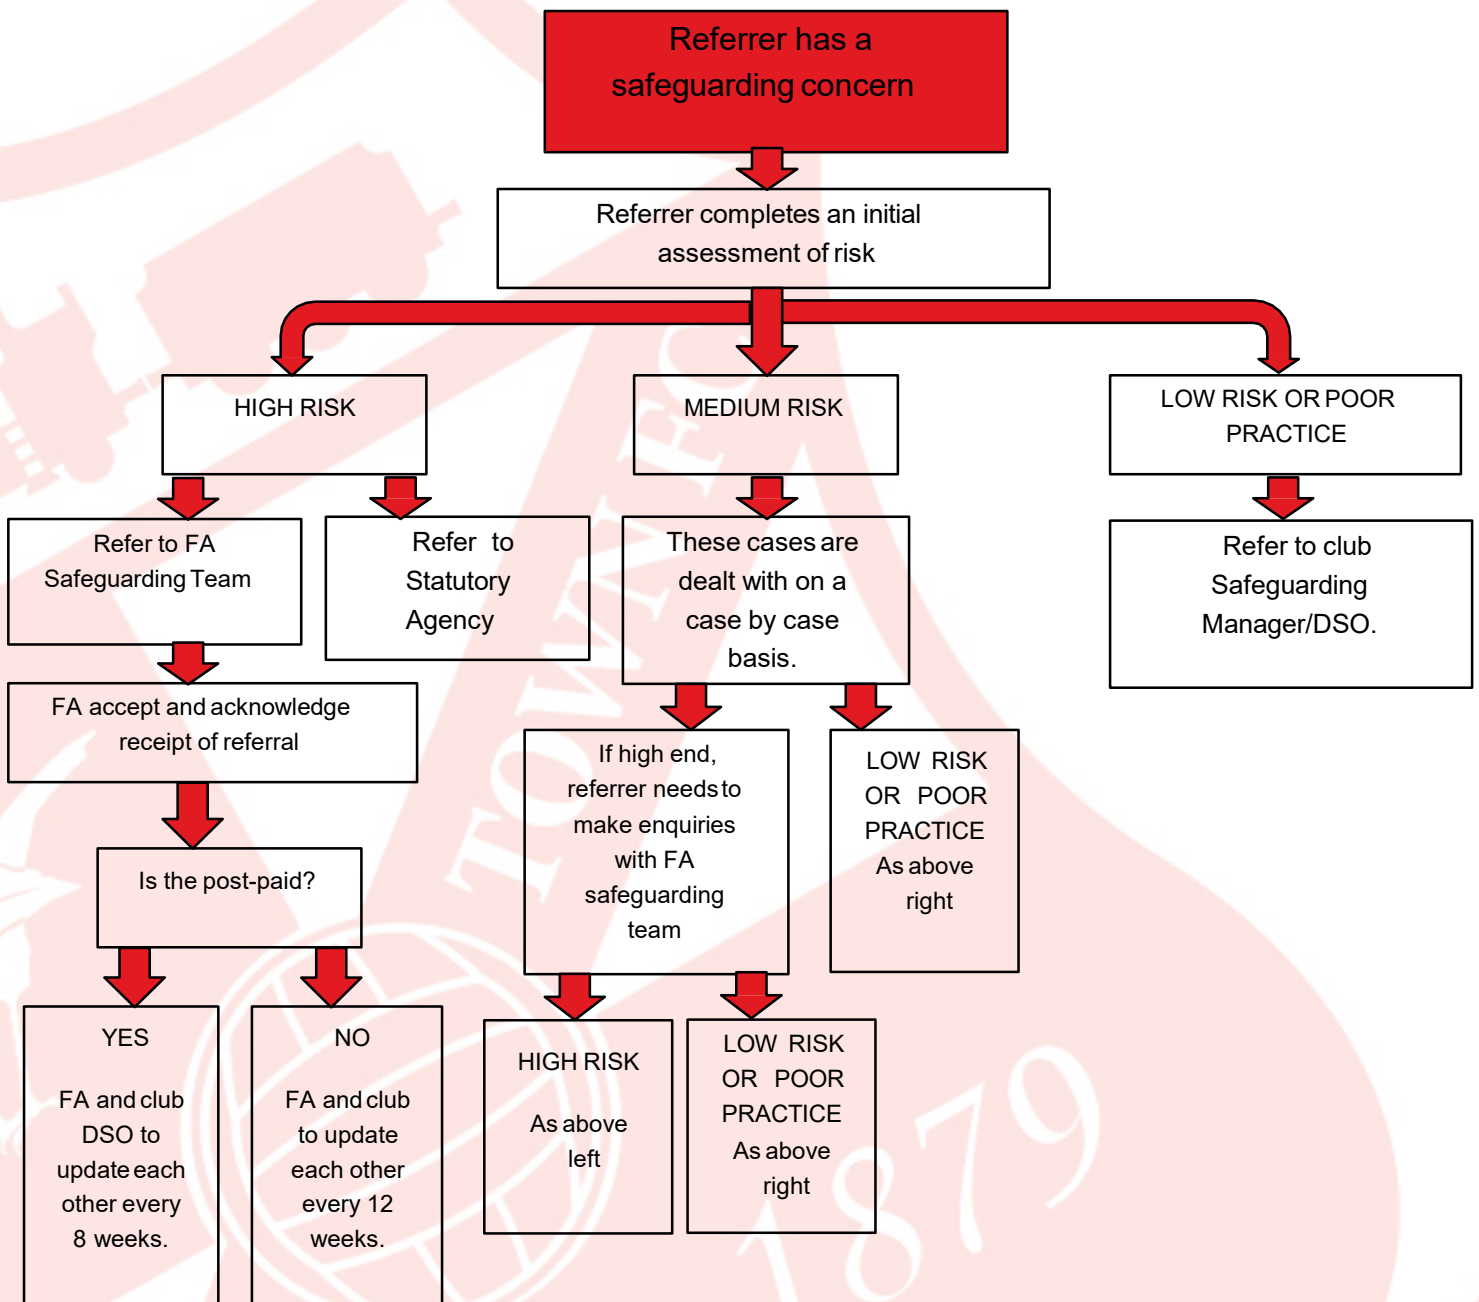 Referrer has a
safeguarding concern
Referrer completes an initial
assessment of risk
HIGH RISK
MEDIUM RISK
LOW RISK OR POOR
PRACTICE
Refer to FA
Safeguarding Team
Refer to
Statutory
Agency
These cases are
dealt with on a
case by case
basis.
Refer to club
Safeguarding
Manager/DSO.
FA accept and acknowledge
receipt of referral
If high end,
referrer needs to
make enquiries
with FA
safeguarding
team
LOW RISK
OR POOR
PRACTICE
As above
right
Is the post-paid?
YES
FA and club
DSO to
update each
other every
8 weeks.
NO
FA and club
to update
each other
every 12
weeks.
HIGH RISK
As above
left
LOW RISK
OR POOR
PRACTICE
As above
right
TOWN FC
1879